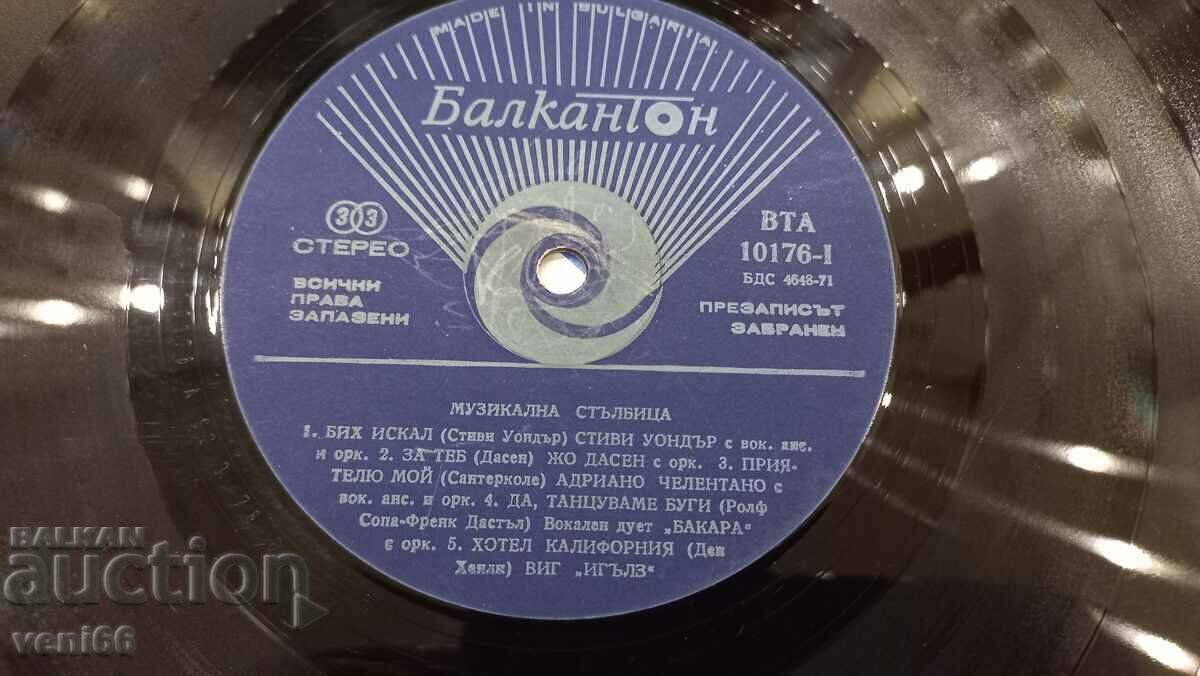 MADE IN BULGARIA
Балкантон
33
СТЕРЕО
ВСИЧКИ
ПРАВА
ЗАПАЗЕНИ
ВТА
10176-I
БДС 4648-71
ПРЕЗАПИСЪТ
ЗАБРАНЕН
МУЗИКАЛНА СТЪЛБИЦА
1. БИХ ИСКАЛ (Стиви Уондър) СТИВИ УОНДЪР с вок. анс.
и орк. 2. ЗА ТЕБ (Дасен) ЖО ДАСЕН с орк. 3. ПРИЯ-
ТЕЛЮ МОЙ (Сантерколе) АДРИАНО ЧЕЛЕНТАНО с
вок. анс. и орк. 4. ДА, ТАНЦУВАМЕ БУГИ (Ролф
Сопа-Френк Дастъл) Вокален дует „БАКАРА"
с орк. 5. ХОТЕЛ КАЛИФОРНИЯ (Ден
Хенли) ВИГ „ИГЪЛЗ"
BALKAN
auction
veni66